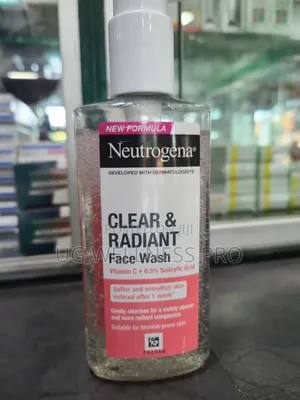 NEW FORMULA
Neutrogena®
DEVELOPED WITH DERMATOLOGISTS
CLEAR &
RADIANT
UG WELLNESS PRO
Face Wash
Vitamin C + 0.5% Salicylic Acid
Softer and smoother skin
noticed after 1 week*
Gently cleanses for a visibly clearer
and more radiant complexion
Suitable for blemish-prone skin